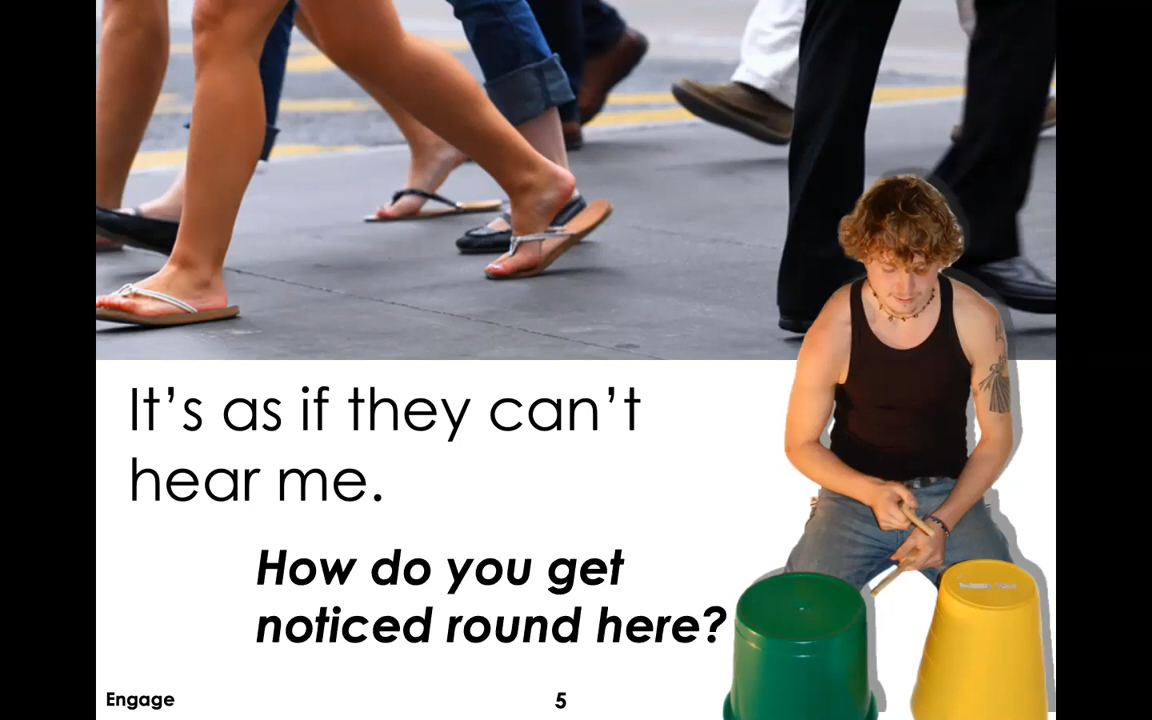 It’s as if they can’t
hear me.
How do you get
noticed round here?
Engage
5